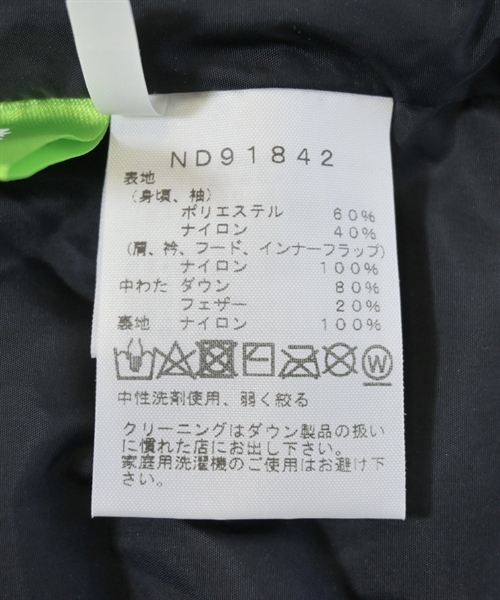 ND91842
表地
（身頃、袖）
ポリエステル 60%
ナイロン 40%
（肩、衿、フード、インナーフラップ）
ナイロン 100%
中わた ダウン 80%
フェザー 20%
裏地 ナイロン 100%
W
中性洗剤使用、弱く絞る
クリーニングはダウン製品の扱い
に慣れた店にお出し下さい。
家庭用洗濯機のご使用はお避け下
さい。